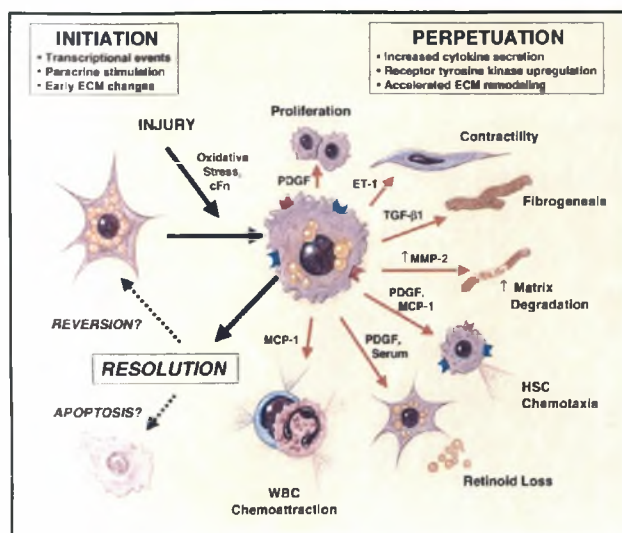 INITIATION
• Transcriptional events
• Paracrine stimulation
• Early ECM changes
PERPETUATION
• Increased cytokine secretion
• Receptor tyrosine kinase upregulation
• Accelerated ECM remodeling
INJURY
Oxidative
Stress,
cFn
Proliferation
PDGF
ET-1
Contractility
TGF-β1
Fibrogenesis
↑MMP-2
↑ Matrix
Degradation
PDGF,
MCP-1
HSC
Chemotaxis
PDGF,
Serum
Retinoid Loss
MCP-1
WBC
Chemoattraction
REVERSION?
RESOLUTION
APOPTOSIS?